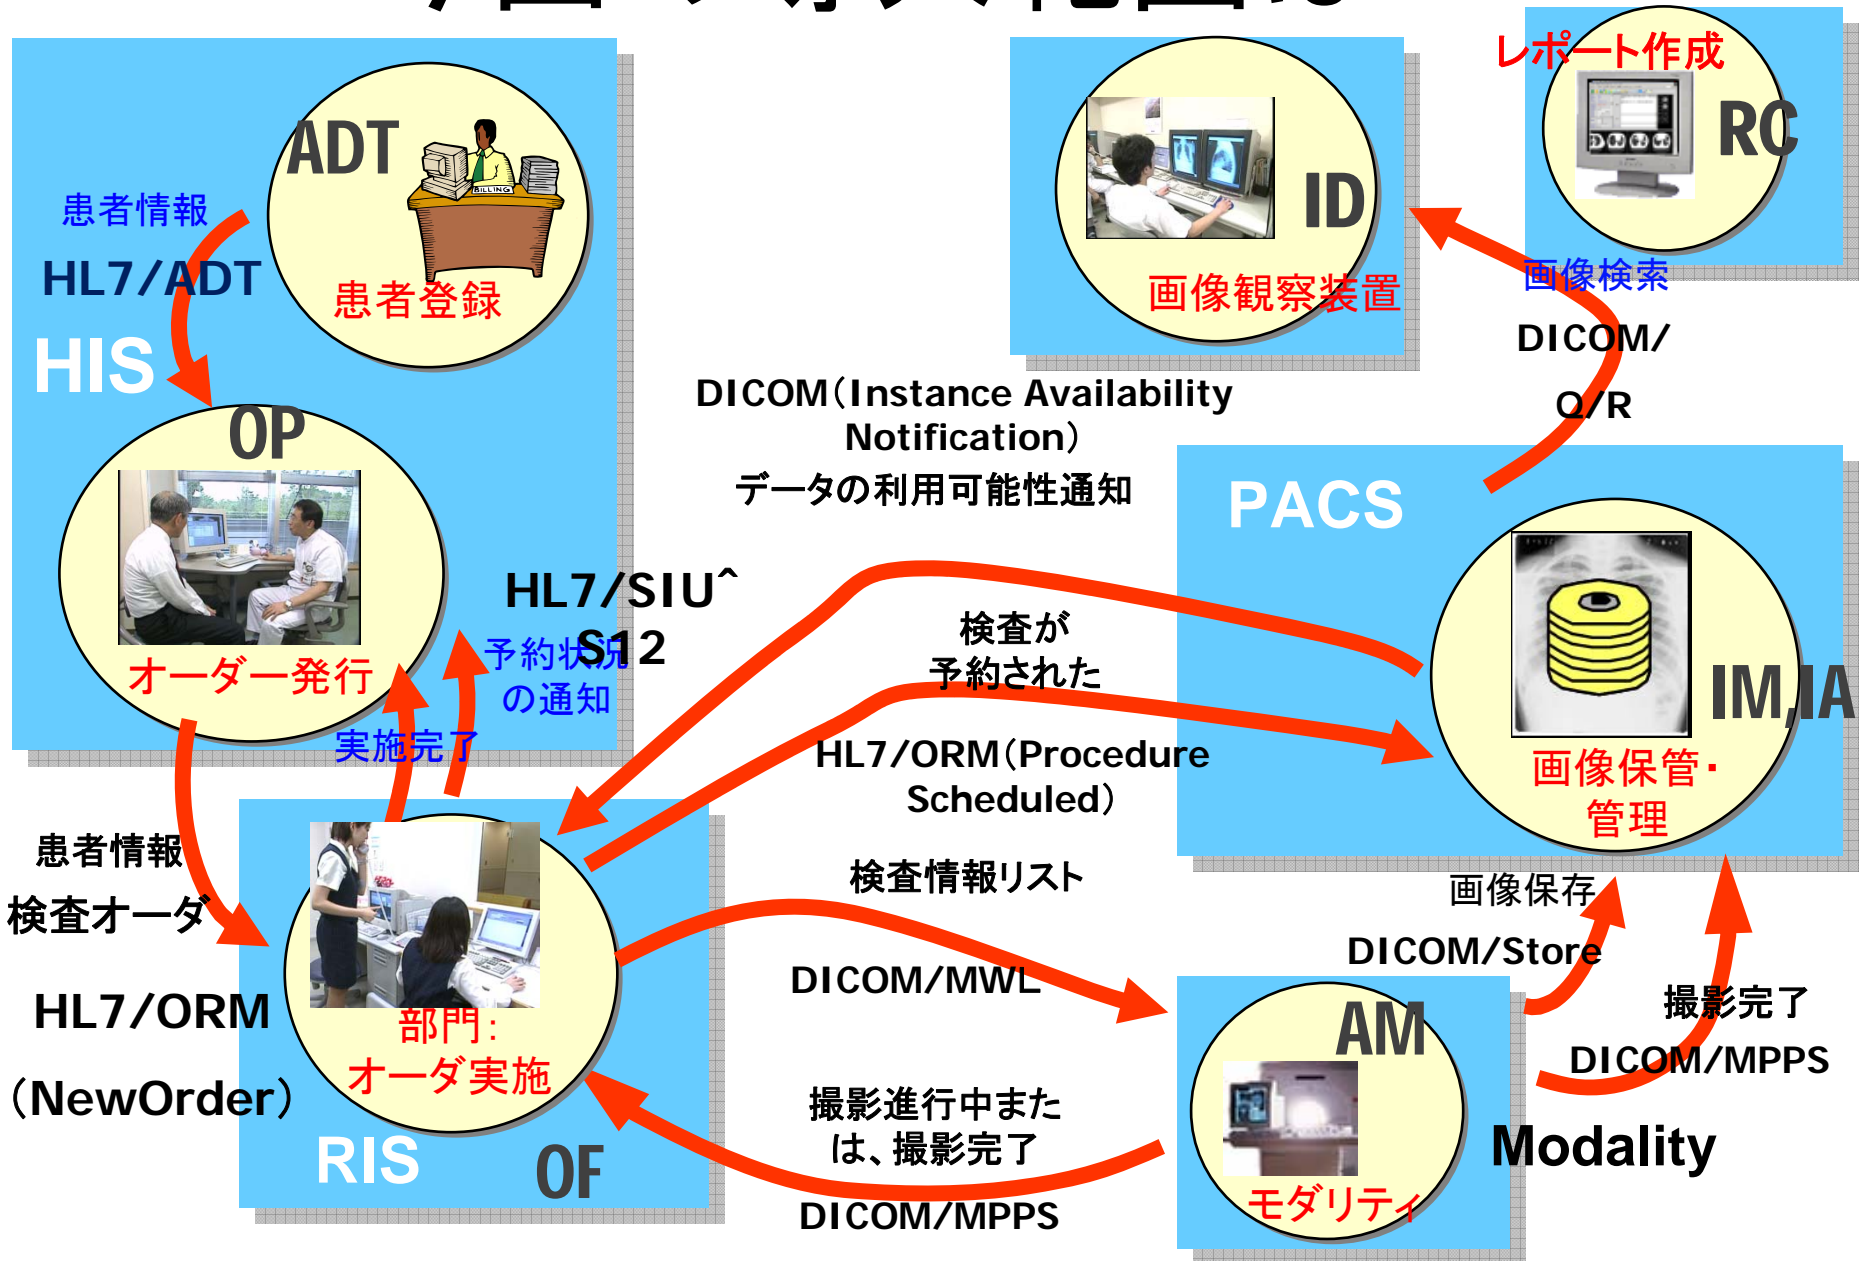 ADT
患者情報
HL7/ADT
患者登録
HIS
OP
BILLING
オーダー発行
HL7/SIU^
S12
予約状況
の通知
実施完了
患者情報
検査オーダ
HL7/ORM
(NewOrder)
部門:
オーダ実施
RIS
OF
ID
画像観察装置
レポート作成
RC
画像検索
DICOM/
Q/R
DICOM(Instance Availability
Notification)
データの利用可能性通知
PACS
IM,IA
画像保管・
管理
検査が
予約された
HL7/ORM(Procedure
Scheduled)
検査情報リスト
DICOM/MWL
画像保存
DICOM/Store
撮影完了
DICOM/MPPS
AM
モダリティ
Modality
撮影進行中また
は、撮影完了
DICOM/MPPS